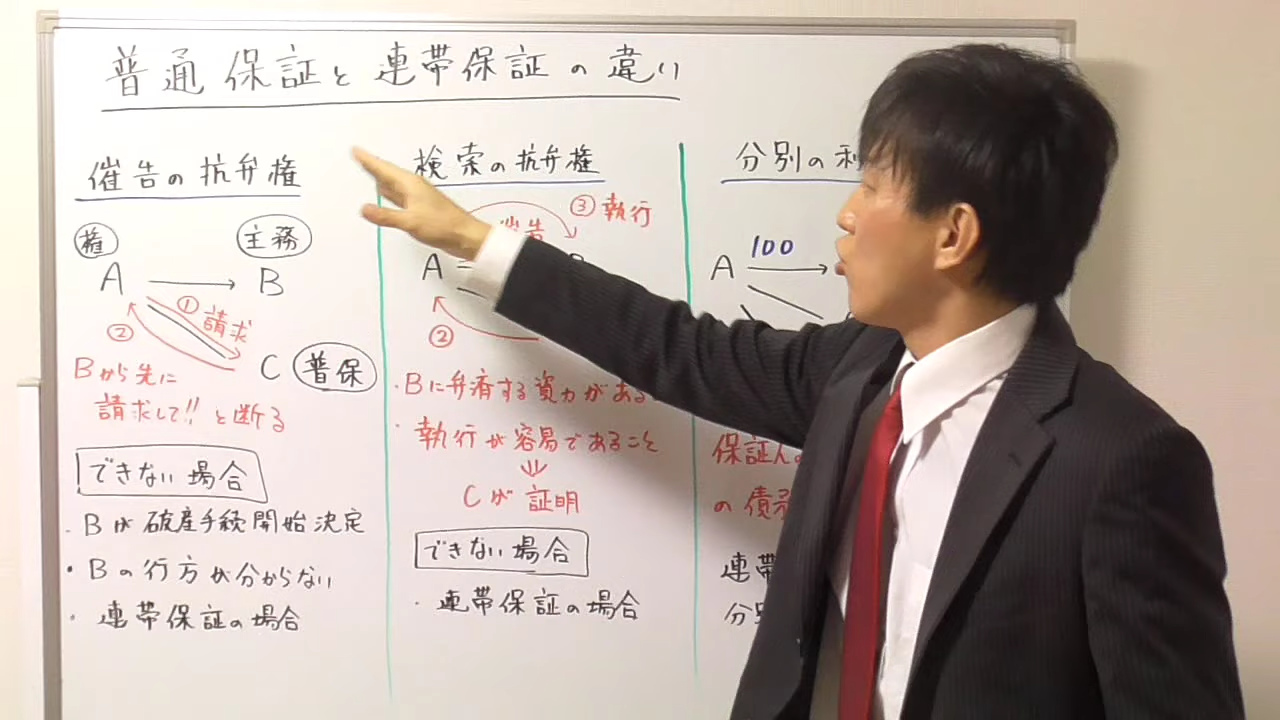 普通保証と連帯保証の違い
催告の抗弁権
権
主務
A
B
①請求
②
C
普保
Bから先に
請求して!!と断る
できない場合
・Bが破産手続開始決定
・Bの行方が分からない
・連帯保証の場合
検索の抗弁権
③執行
催告
A
②
・Bに弁済する資力がある
・執行が容易であること
Cが証明
できない場合
・連帯保証の場合
分別の利
100
A
保証人
の債
連帯
分別